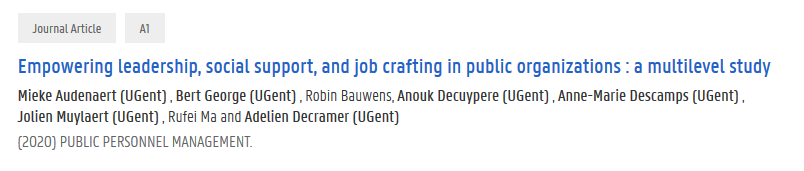 Journal Article A1
Empowering leadership, social support, and job crafting in public organizations : a multilevel study
Mieke Audenaert (UGent) , Bert George (UGent) , Robin Bauwens, Anouk Decuypere (UGent) , Anne-Marie Descamps (UGent) ,
Jolien Muylaert (UGent) , Rufei Ma and Adelien Decramer (UGent)
(2020) PUBLIC PERSONNEL MANAGEMENT.